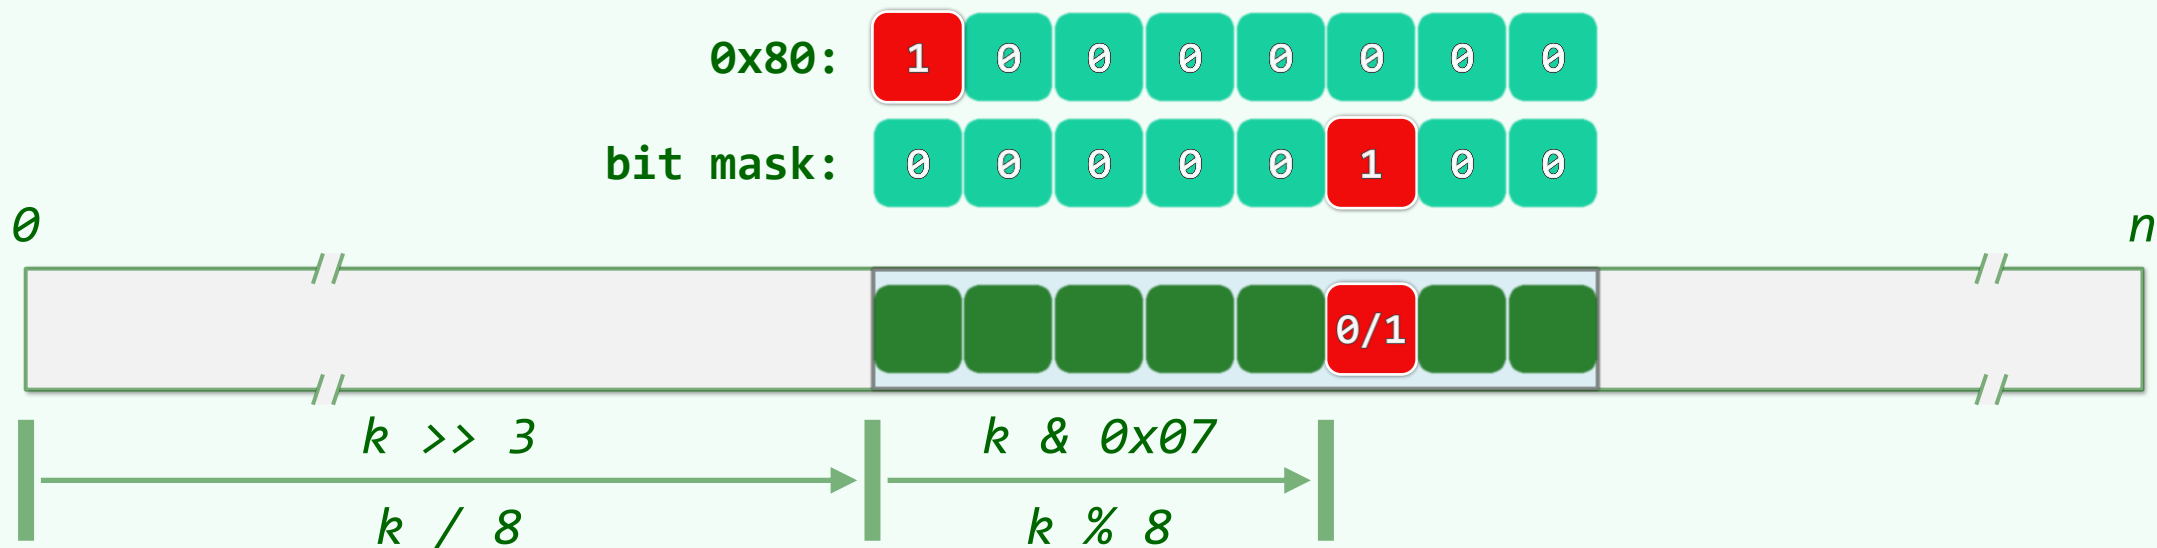 0x80: 1 0 0 0 0 0 0 0
bit mask: 0 0 0 0 0 1 0 0
0 n
0/1
k >> 3 k & 0x07
k / 8 k % 8